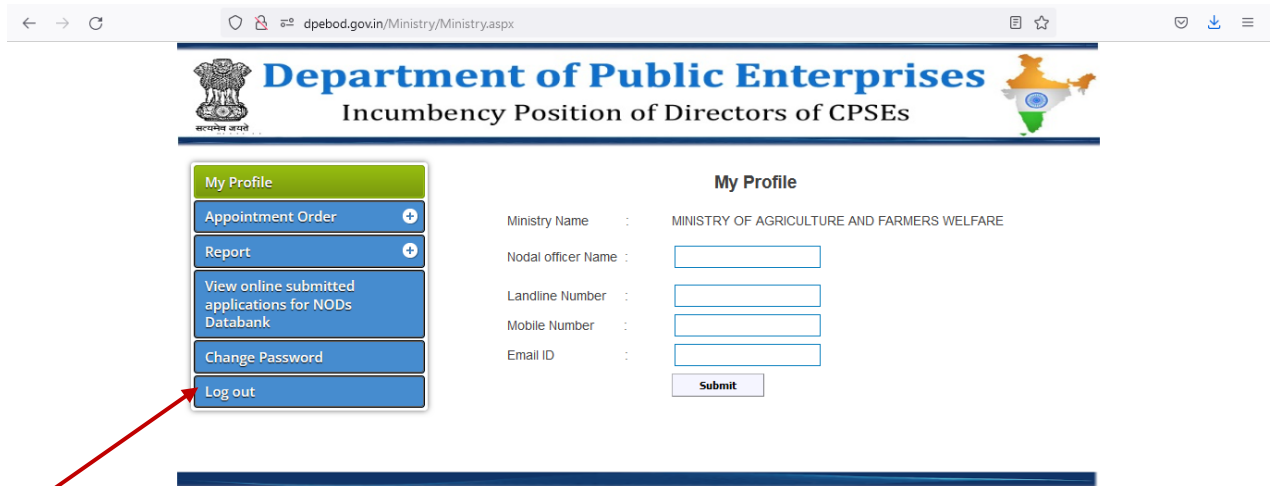 dpebod.gov.in/Ministry/Ministry.aspx
Department of Public Enterprises
Incumbency Position of Directors of CPSEs
सत्यमेव जयते
My Profile
Appointment Order
Report
View online submitted
applications for NODs
Databank
Change Password
Log out
My Profile
Ministry Name : MINISTRY OF AGRICULTURE AND FARMERS WELFARE
Nodal officer Name :
Landline Number :
Mobile Number :
Email ID :
Submit